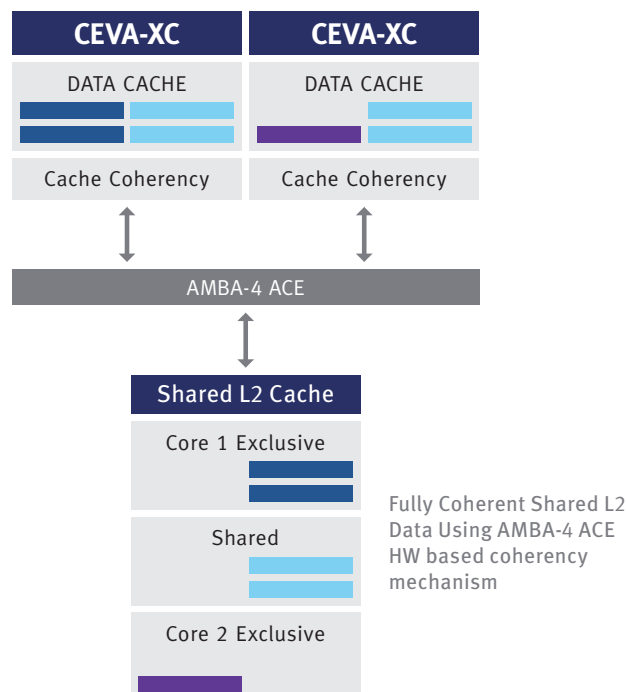 CEVA-XC
CEVA-XC
DATA CACHE
DATA CACHE
Cache Coherency
Cache Coherency
AMBA-4 ACE
Shared L2 Cache
Core 1 Exclusive
Shared
Core 2 Exclusive
Fully Coherent Shared L2
Data Using AMBA-4 ACE
HW based coherency
mechanism